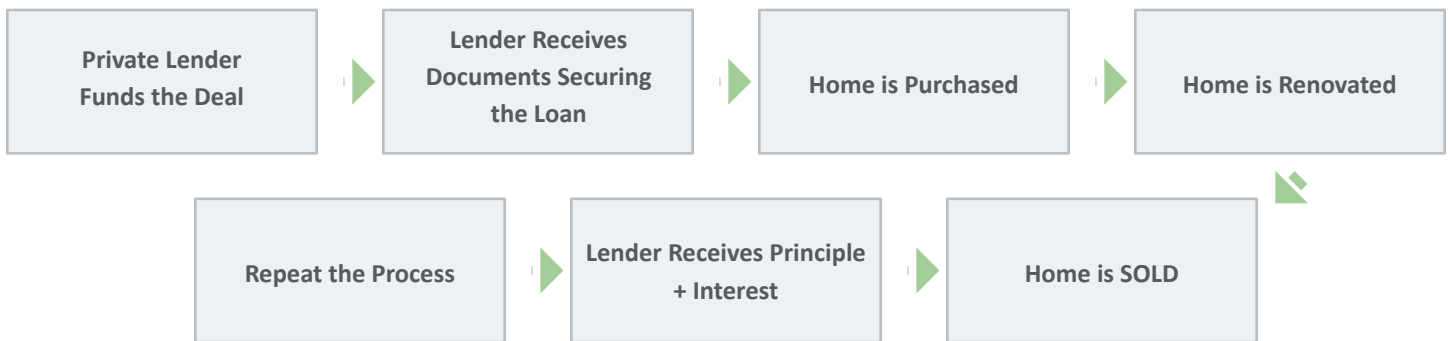 Private Lender
Funds the Deal
Lender Receives
Documents Securing
the Loan
Home is Purchased
Home is Renovated
Repeat the Process
Lender Receives Principle
+ Interest
Home is SOLD